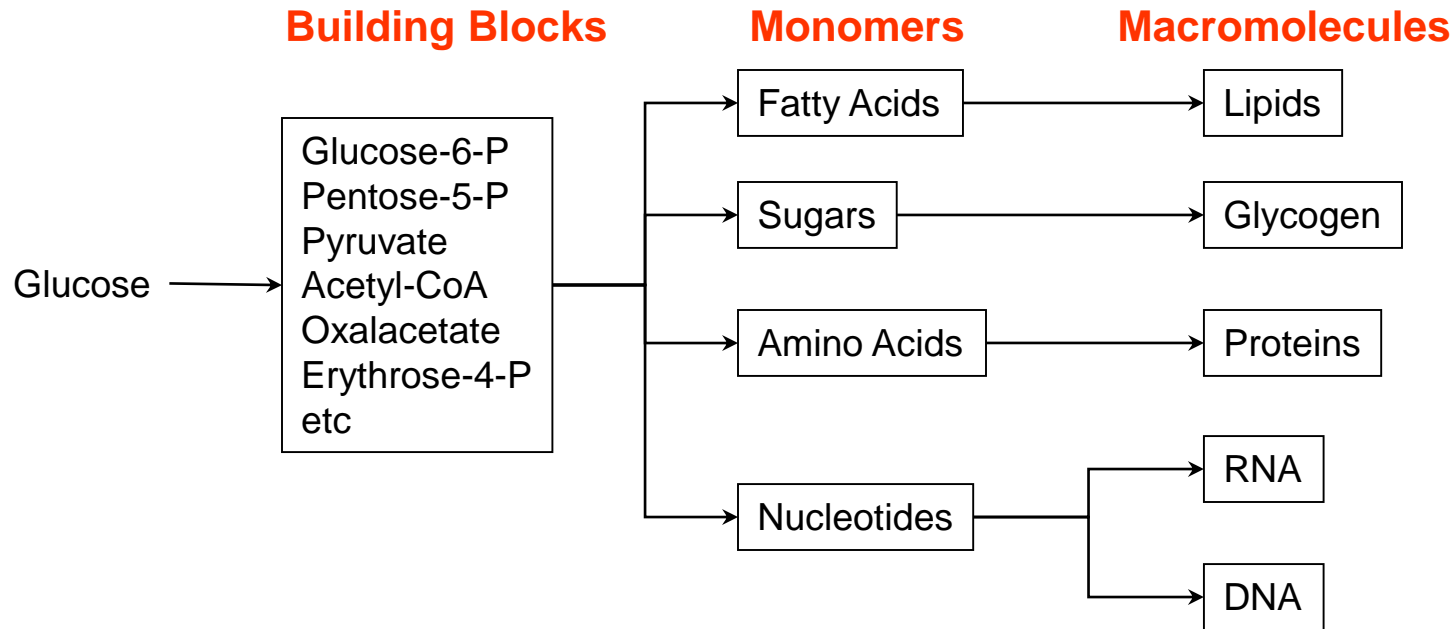 Building Blocks
Monomers
Macromolecules
Glucose
Glucose-6-P
Pentose-5-P
Pyruvate
Acetyl-CoA
Oxalacetate
Erythrose-4-P
etc
Fatty Acids
Lipids
Sugars
Glycogen
Amino Acids
Proteins
Nucleotides
RNA
DNA